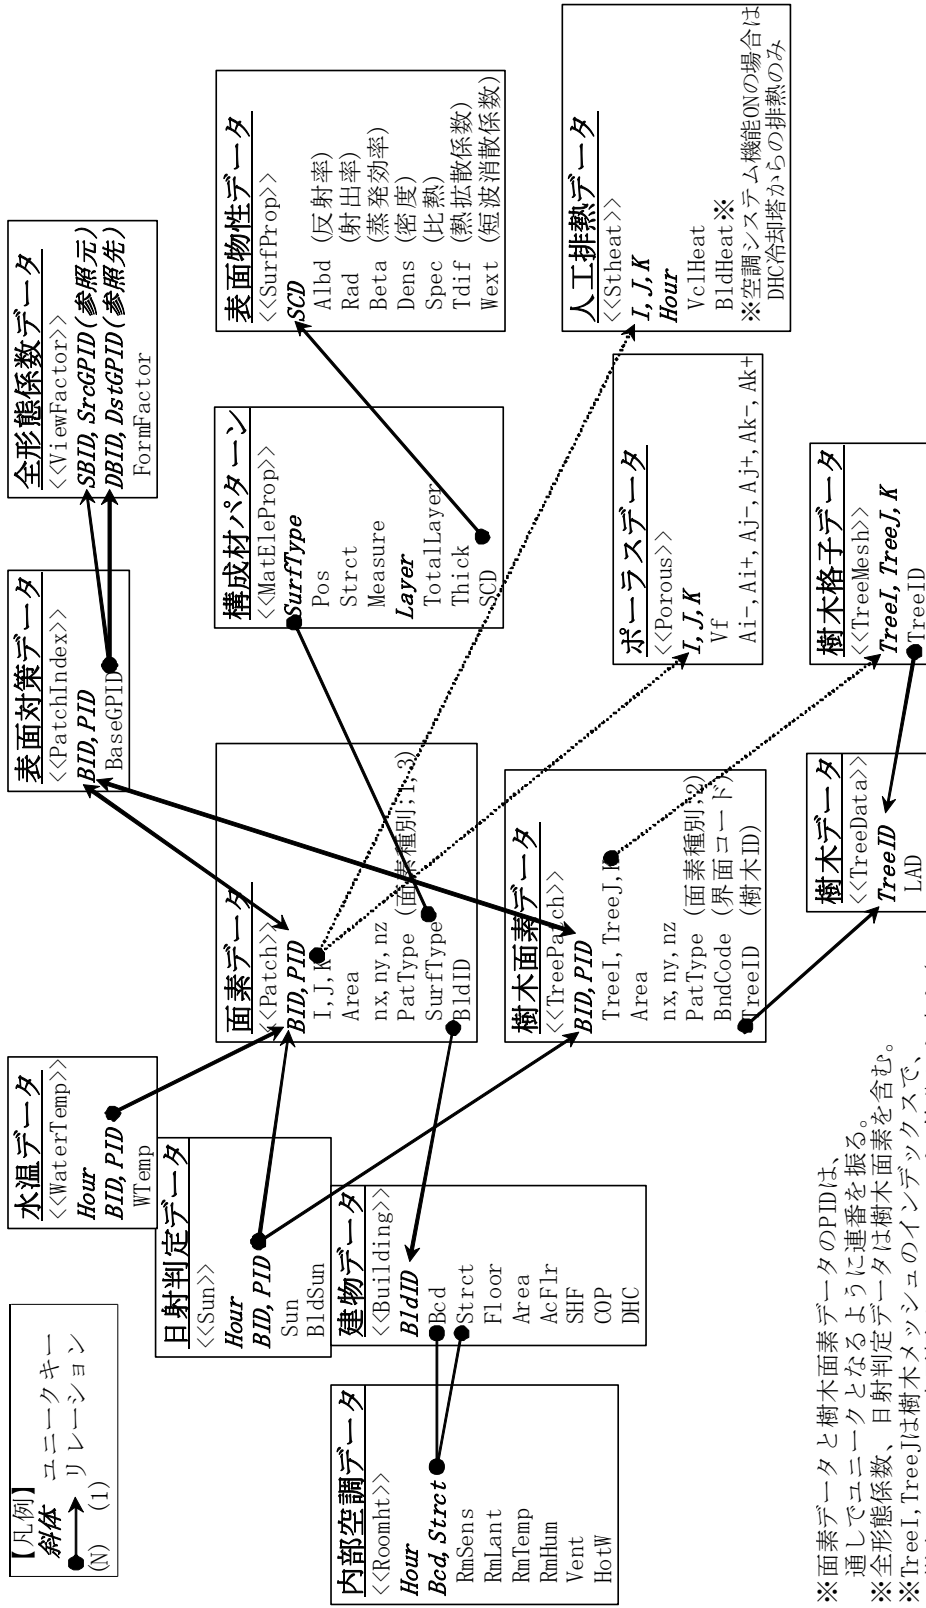 【凡例】
斜体 ユニークキー
リレーション
(N) (1)
水温データ
<<WaterTemp>>
Hour
BID,PID
WTemp
表面対策データ
<<PatchIndex>>
BID,PID
BaseGPID
全形態係数データ
<<ViewFactor>>
SBID,SrcGPID(参照元)
DBID,DstGPID(参照先)
FormFactor
日射判定データ
<<Sun>>
Hour
BID,PID
Sun
BldSun
面素データ
<<Patch>>
BID,PID
I,J,K
Area
nx,ny,nz
PatType (面素種別;1,3)
SurfType
BldID
構成材パターン
<<MatEleProp>>
SurfType
Pos
Strct
Measure
Layer
TotalLayer
Thick
SCD
表面物性データ
<<SurfProp>>
SCD
Albd (反射率)
Rad (射出率)
Beta (蒸発効率)
Dens (密度)
Spec (比熱)
Tdif (熱拡散係数)
Wext (短波消散係数)
内部空調データ
<<Roomht>>
Hour
Bcd,Strct
RmSens
RmLant
RmTemp
RmHum
Vent
HotW
建物データ
<<Building>>
BldID
Bcd
Strct
Floor
Area
AcFlr
SHF
COP
DHC
樹木面素データ
<<TreePatch>>
BID,PID
TreeI,TreeJ,K
Area
nx,ny,nz
PatType (面素種別;2)
BndCode (界面コード)
TreeID (樹木ID)
ポーラスデータ
<<Porous>>
I,J,K
Vf
Ai-,Ai+,Aj-,Aj+,Ak-,Ak+
人工排熱データ
<<Stheat>>
I,J,K
Hour
VclHeat
BldHeat※
※空調システム機能ONの場合は
DHC冷却塔からの排熱のみ
樹木データ
<<TreeData>>
TreeID
LAD
樹木格子データ
<<TreeMesh>>
TreeI,TreeJ,K
TreeID
※面素データと樹木面素データのPIDは、
通しでユニークとなるように連番を振る。
※全形態係数、日射判定データは樹木面素を含む。
※TreeI,TreeJは樹木メッシュのインデックスで、